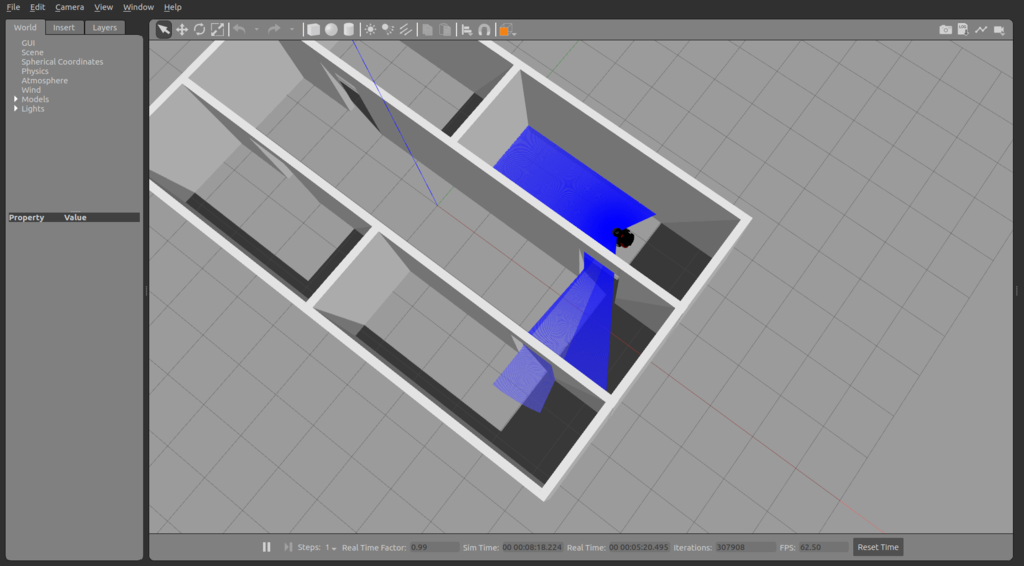 File Edit Camera View Window Help
World Insert Layers
GUI
Scene
Spherical Coordinates
Physics
Atmosphere
Wind
Models
Lights
Property Value
Steps: 1 Real Time Factor: 0.99 Sim Time: 00 00:08:18.224 Real Time: 00 00:05:20.495 Iterations: 307908 FPS: 62.50 Reset Time